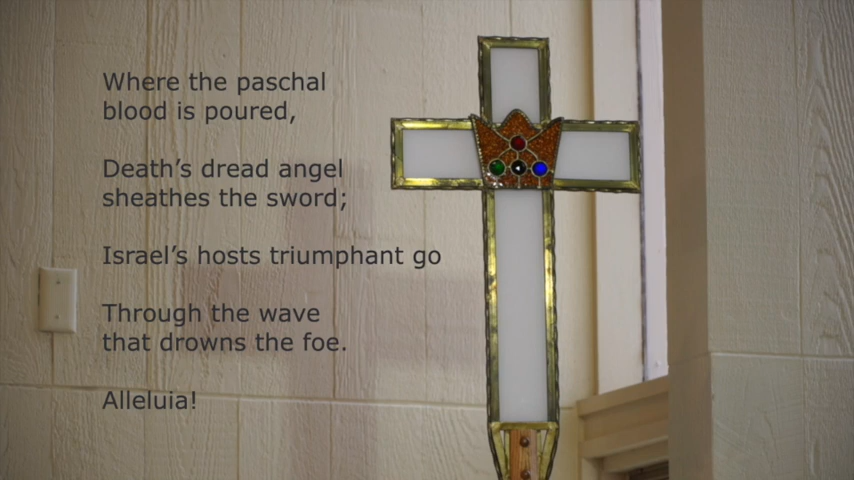 Where the paschal
blood is poured,
Death's dread angel
sheathes the sword;
Israel's hosts triumphant go
Through the wave
that drowns the foe.
Alleluia!